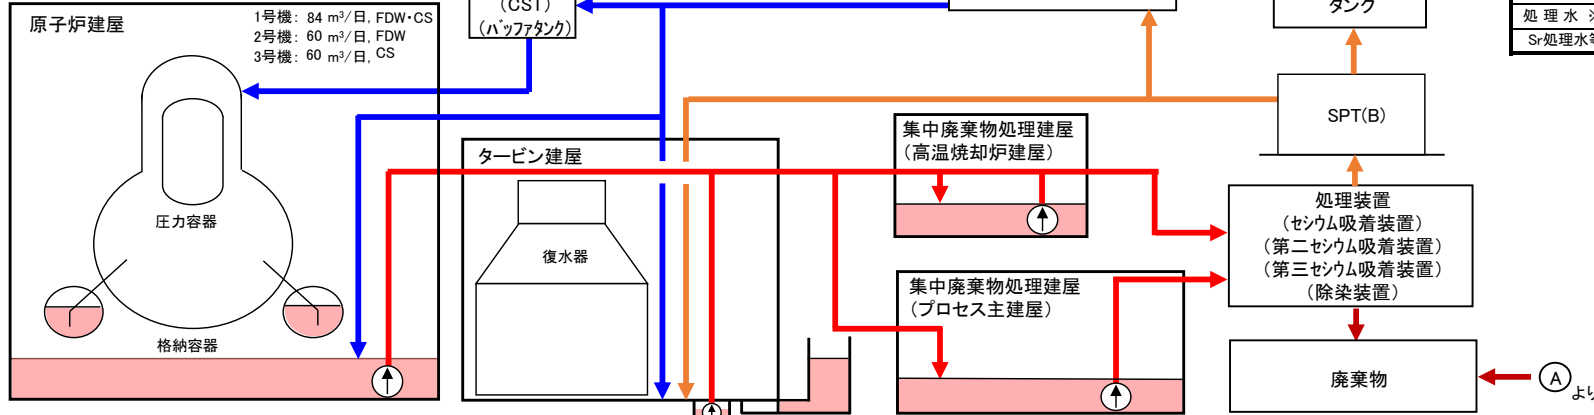 原子炉建屋
1号機: 84 m³/日, FDW・CS
2号機: 60 m³/日, FDW
3号機: 60 m³/日, CS
圧力容器
格納容器
(CST)
(バッファタンク)
タービン建屋
復水器
集中廃棄物処理建屋
(高温焼却炉建屋)
集中廃棄物処理建屋
(プロセス主建屋)
タンク
SPT(B)
処理装置
(セシウム吸着装置)
(第二セシウム吸着装置)
(第三セシウム吸着装置)
(除染装置)
廃棄物
A より
処理水 ※
Sr処理水等